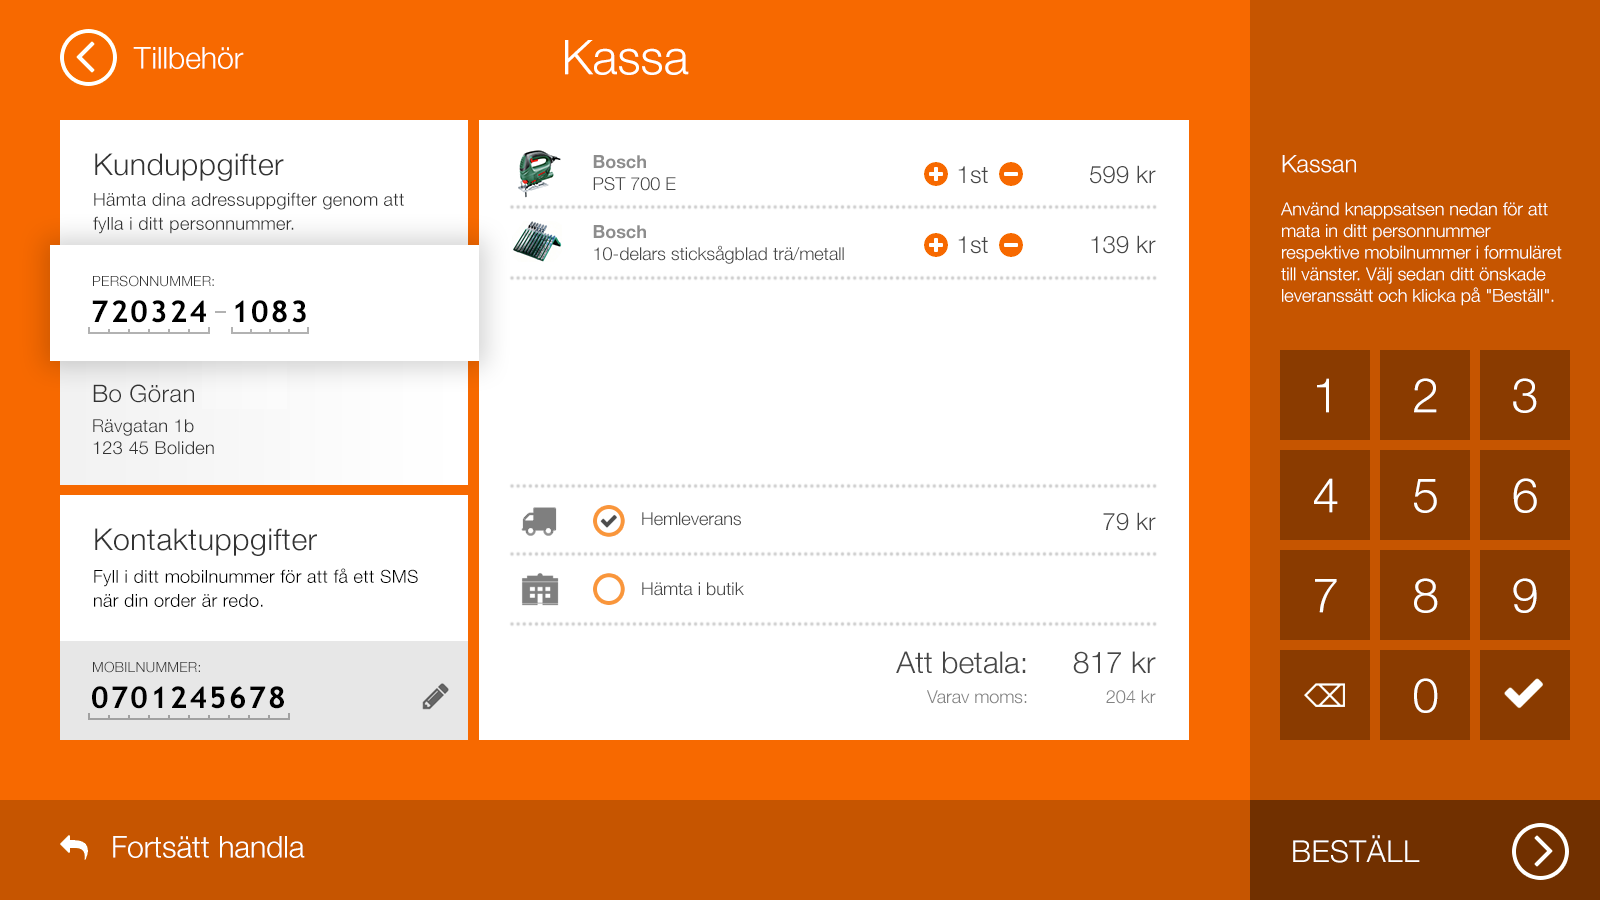 Tillbehör
Kassa
Kunduppgifter
Hämta dina adressuppgifter genom att
fylla i ditt personnummer.
PERSONNUMMER:
720324 – 1083
Bo Göran
Rävgatan 1b
123 45 Boliden
Kontaktuppgifter
Fyll i ditt mobilnummer för att få ett SMS
när din order är redo.
MOBILNUMMER:
0701245678
Bosch
PST 700 E
1st
599 kr
Bosch
10-delars sticksågblad trä/metall
1st
139 kr
Hemleverans
79 kr
Hämta i butik
Att betala: 817 kr
Varav moms: 204 kr
Kassan
Använd knappsatsen nedan för att
mata in ditt personnummer
respektive mobilnummer i formuläret
till vänster. Välj sedan ditt önskade
leveranssätt och klicka på "Beställ".
1 2 3
4 5 6
7 8 9
0
Fortsätt handla
BESTÄLL